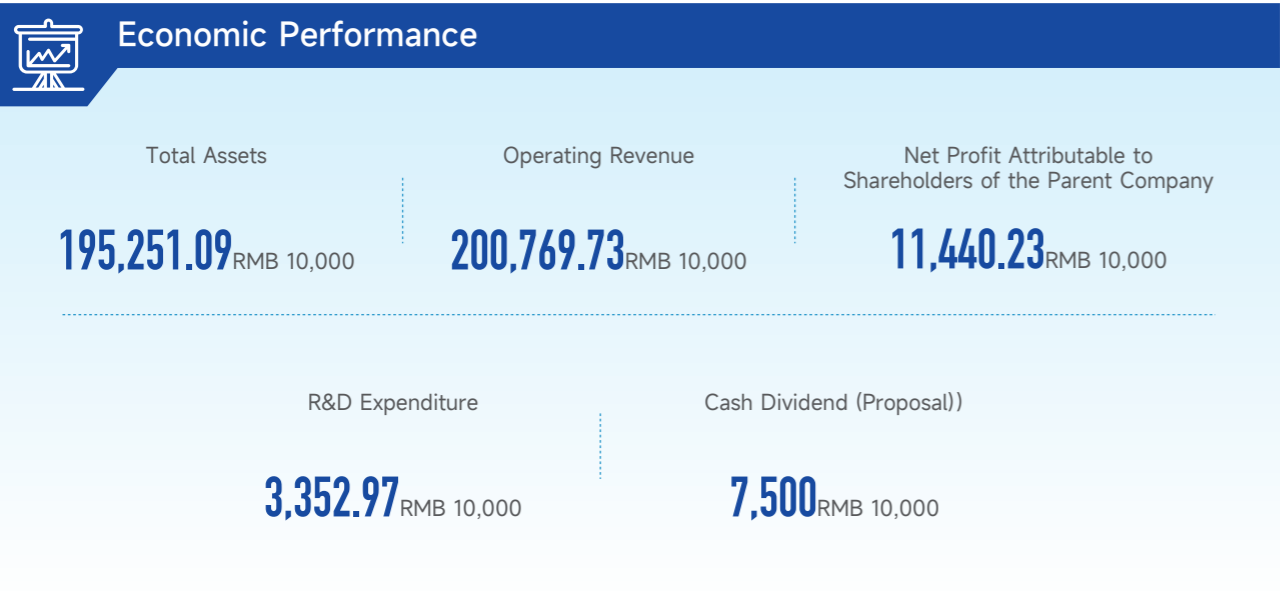 Economic Performance
Total Assets
Operating Revenue
Net Profit Attributable to
Shareholders of the Parent Company
195,251.09RMB 10,000
200,769.73RMB 10,000
11,440.23RMB 10,000
R&D Expenditure
Cash Dividend (Proposal))
3,352.97RMB 10,000
7,500RMB 10,000